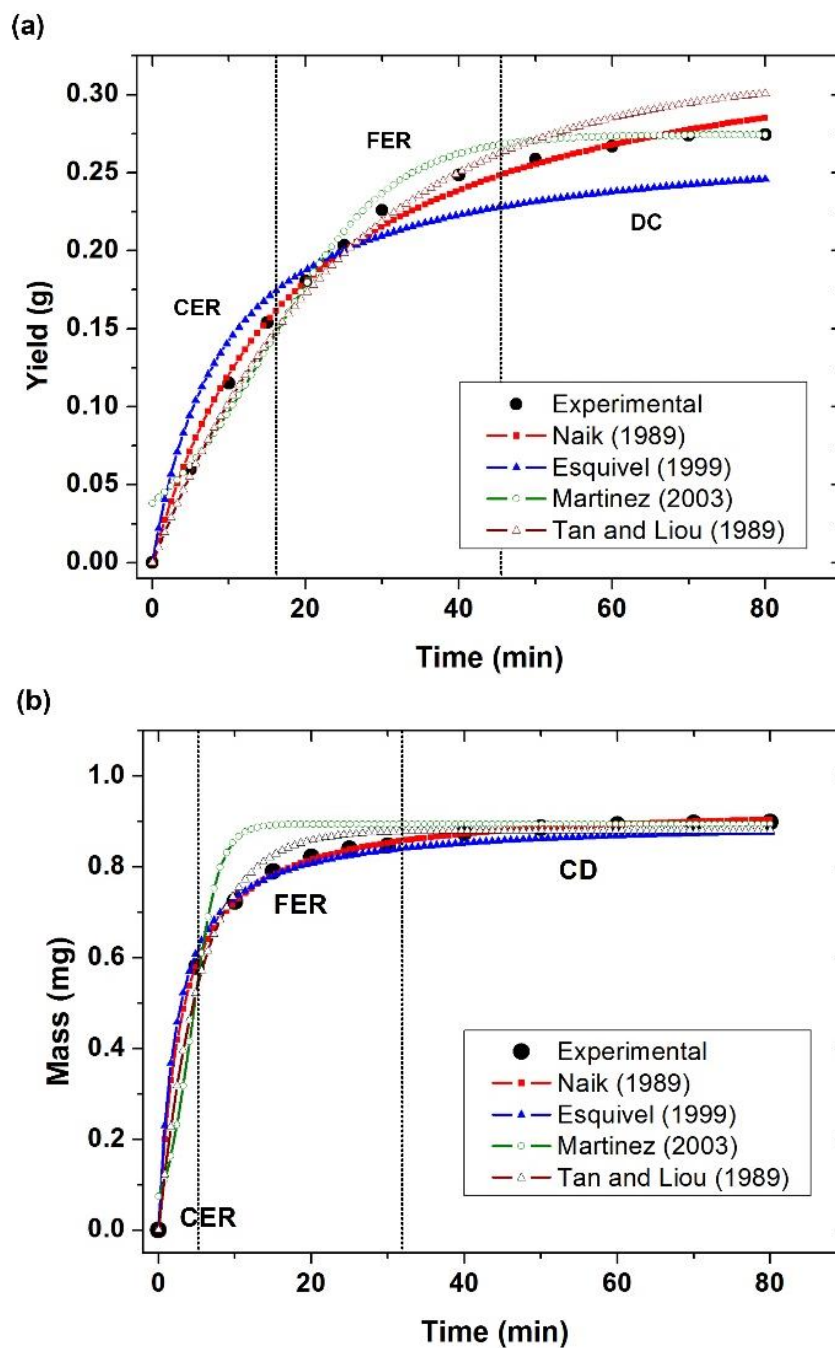 (a)
0.30
0.25
0.20
0.15
0.10
0.05
0.00
Yield (g)
CER
FER
DC
Experimental
Naik (1989)
Esquivel (1999)
Martinez (2003)
Tan and Liou (1989)
0 20 40 60 80
Time (min)
(b)
1.0
0.8
0.6
0.4
0.2
0.0
Mass (mg)
CER
FER
CD
Experimental
Naik (1989)
Esquivel (1999)
Martinez (2003)
Tan and Liou (1989)
0 20 40 60 80
Time (min)